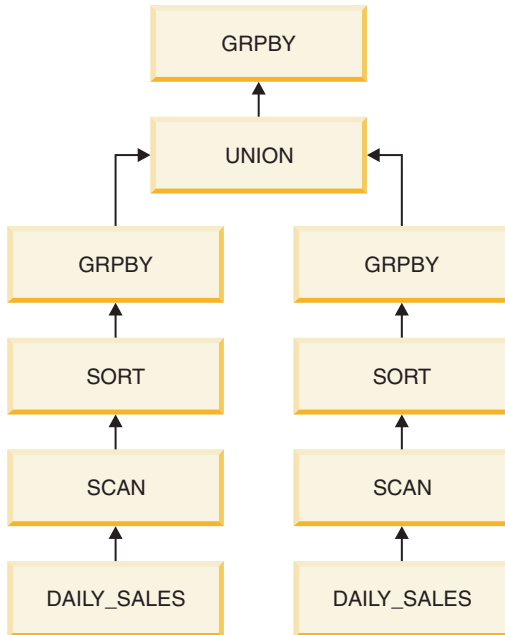 GRPBY
UNION
GRPBY
GRPBY
SORT
SORT
SCAN
SCAN
DAILY_SALES
DAILY_SALES